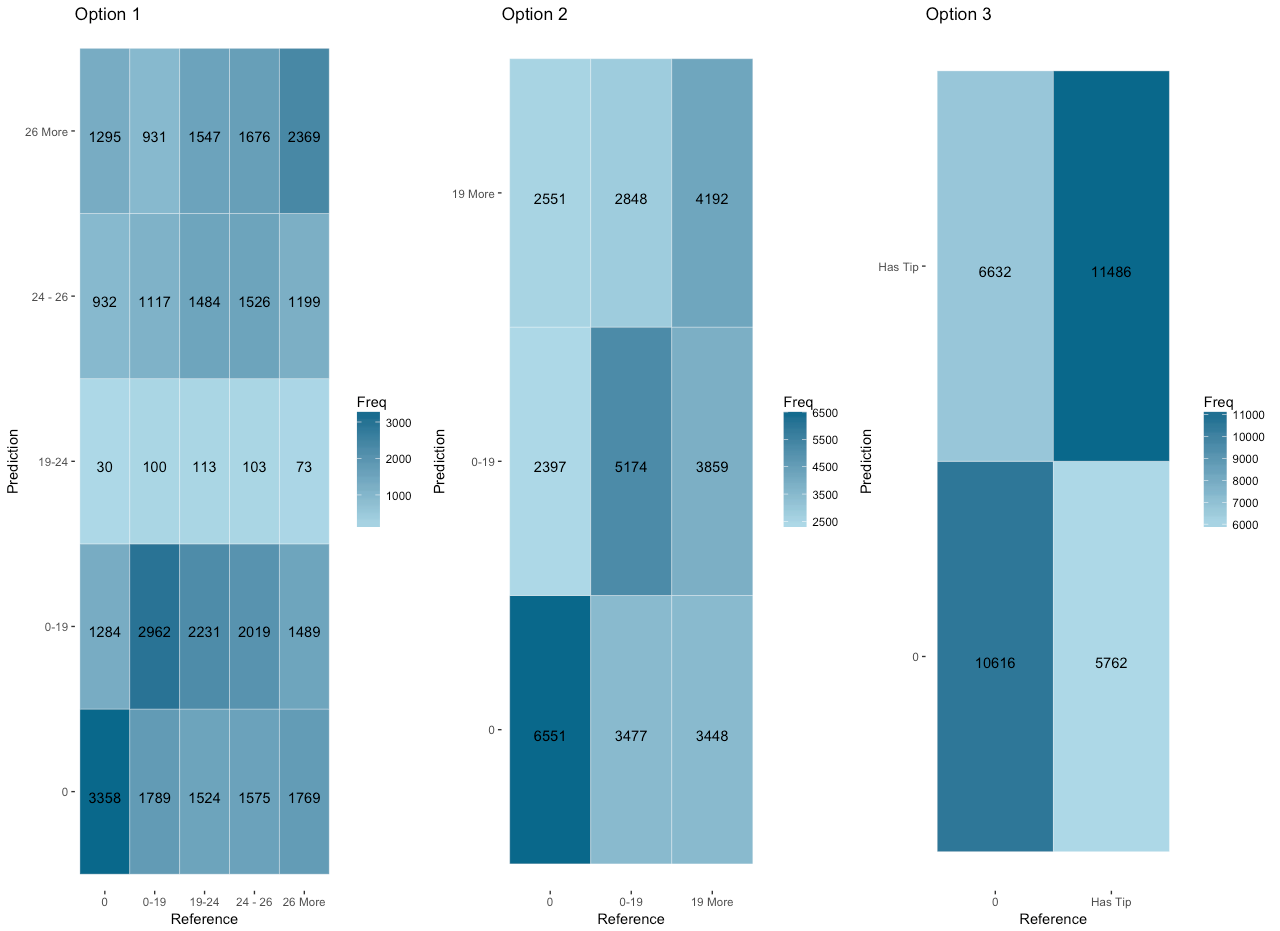 Option 1
26 More
1295 931 1547 1676 2369
24 - 26
932 1117 1484 1526 1199
19-24
30 100 113 103 73
0-19
1284 2962 2231 2019 1489
0
3358 1789 1524 1575 1769
0 0-19 19-24 24 - 26 26 More
Reference
Prediction
Freq
3000
2000
1000
Option 2
19 More
2551 2848 4192
0-19
2397 5174 3859
0
6551 3477 3448
0 0-19 19 More
Reference
Prediction
Freq
6500
5500
4500
3500
2500
Option 3
Has Tip
6632 11486
0
10616 5762
0 Has Tip
Reference
Prediction
Freq
11000
10000
9000
8000
7000
6000